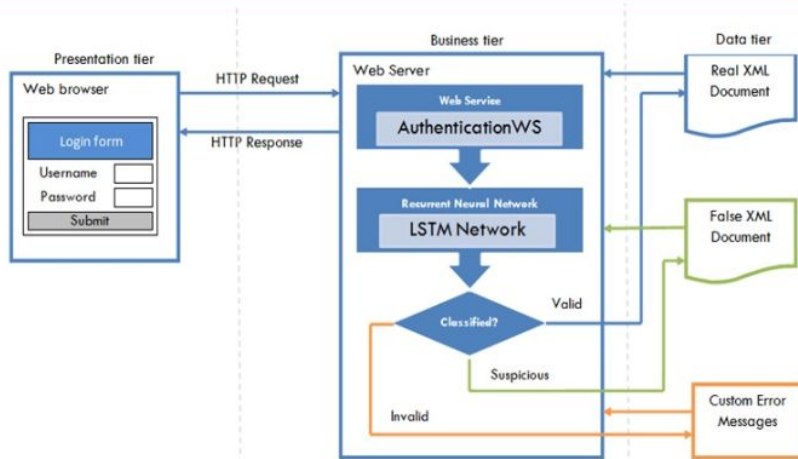 Presentation tier
Business tier
Data tier
Web browser
Login form
Username
Password
Submit
HTTP Request
HTTP Response
Web Server
Web Service
AuthenticationWS
Recurrent Neural Network
LSTM Network
Classified?
Valid
Suspicious
Invalid
Real XML
Document
False XML
Document
Custom Error
Messages